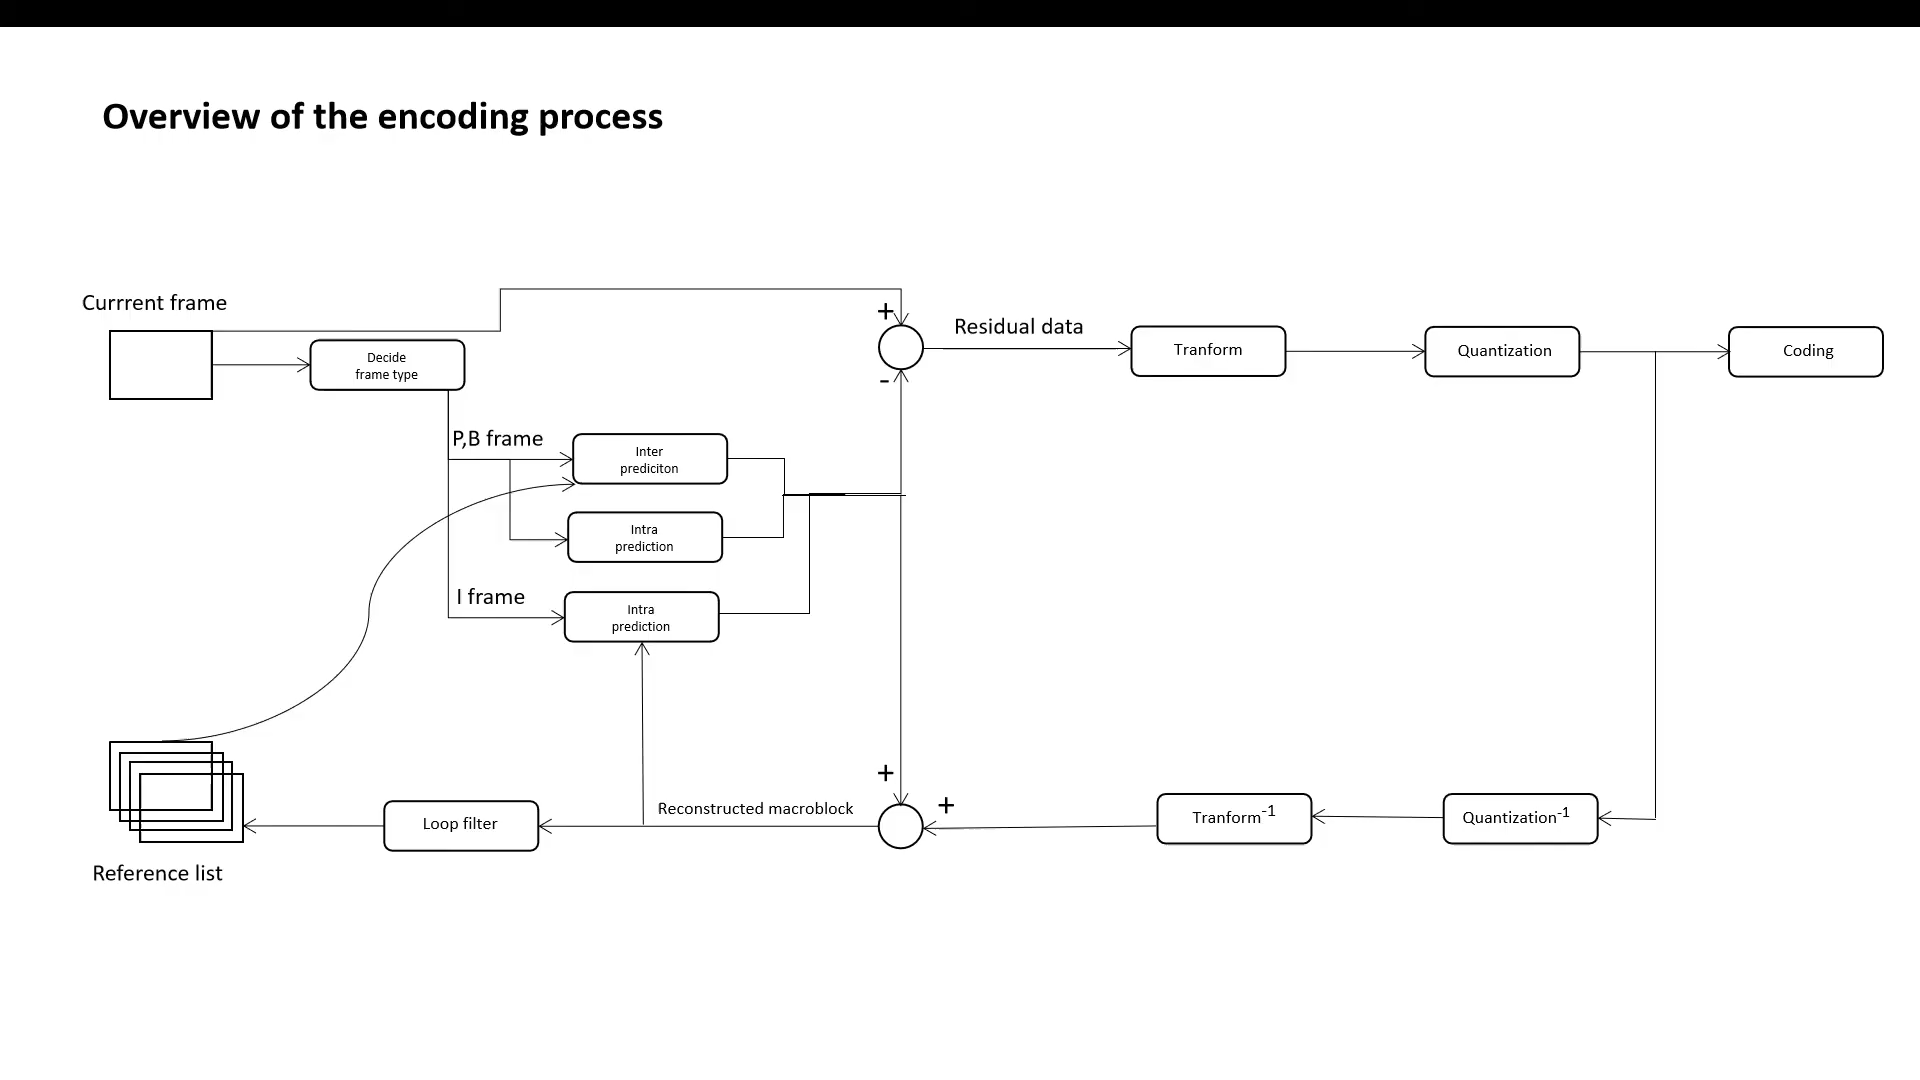 Overview of the encoding process
Currrent frame
+
Residual data
Decide
frame type
Tranform
Quantization
Coding
-
P,B frame
Inter
prediciton
Intra
prediction
I frame
Intra
prediction
+
+
Reconstructed macroblock
Loop filter
Tranform-1
Quantization-1
Reference list